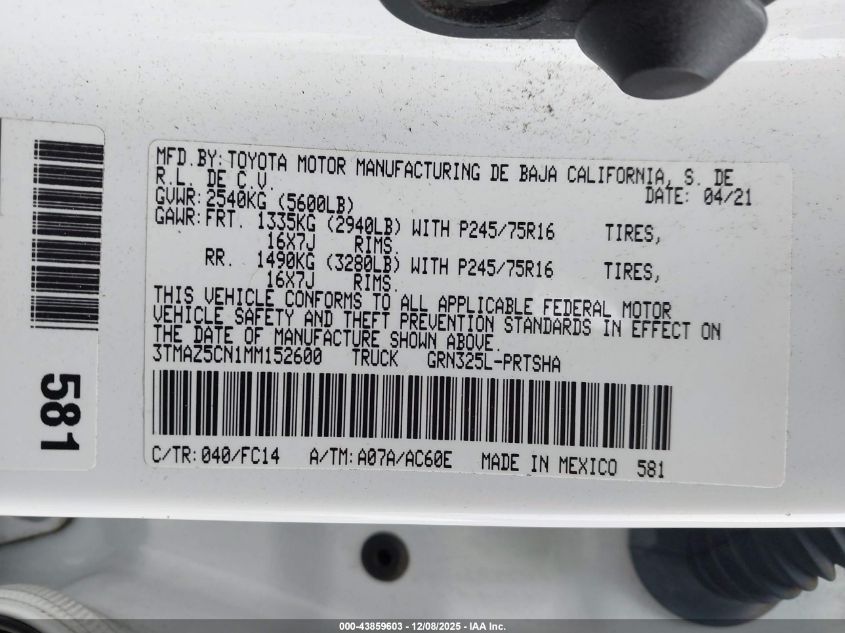 MFD.BY:TOYOTA MOTOR MANUFACTURING DE BAJA CALIFORNIA, S. DE
R.L. DE C.V. DATE: 04/21
GVWR:2540KG (5600LB)
GAWR:FRT. 1335KG (2940LB) WITH P245/75R16 TIRES,
16X7J RIMS.
RR. 1490KG (3280LB) WITH P245/75R16 TIRES,
16X7J RIMS.
THIS VEHICLE CONFORMS TO ALL APPLICABLE FEDERAL MOTOR
VEHICLE SAFETY AND THEFT PREVENTION STANDARDS IN EFFECT ON
THE DATE OF MANUFACTURE SHOWN ABOVE.
3TMAZ5CN1MM152600 TRUCK GRN325L-PRTSHA
C/TR:040/FC14 A/TM:A07A/AC60E MADE IN MEXICO 581
581
000-43859603 - 12/08/2025 - IAA Inc.